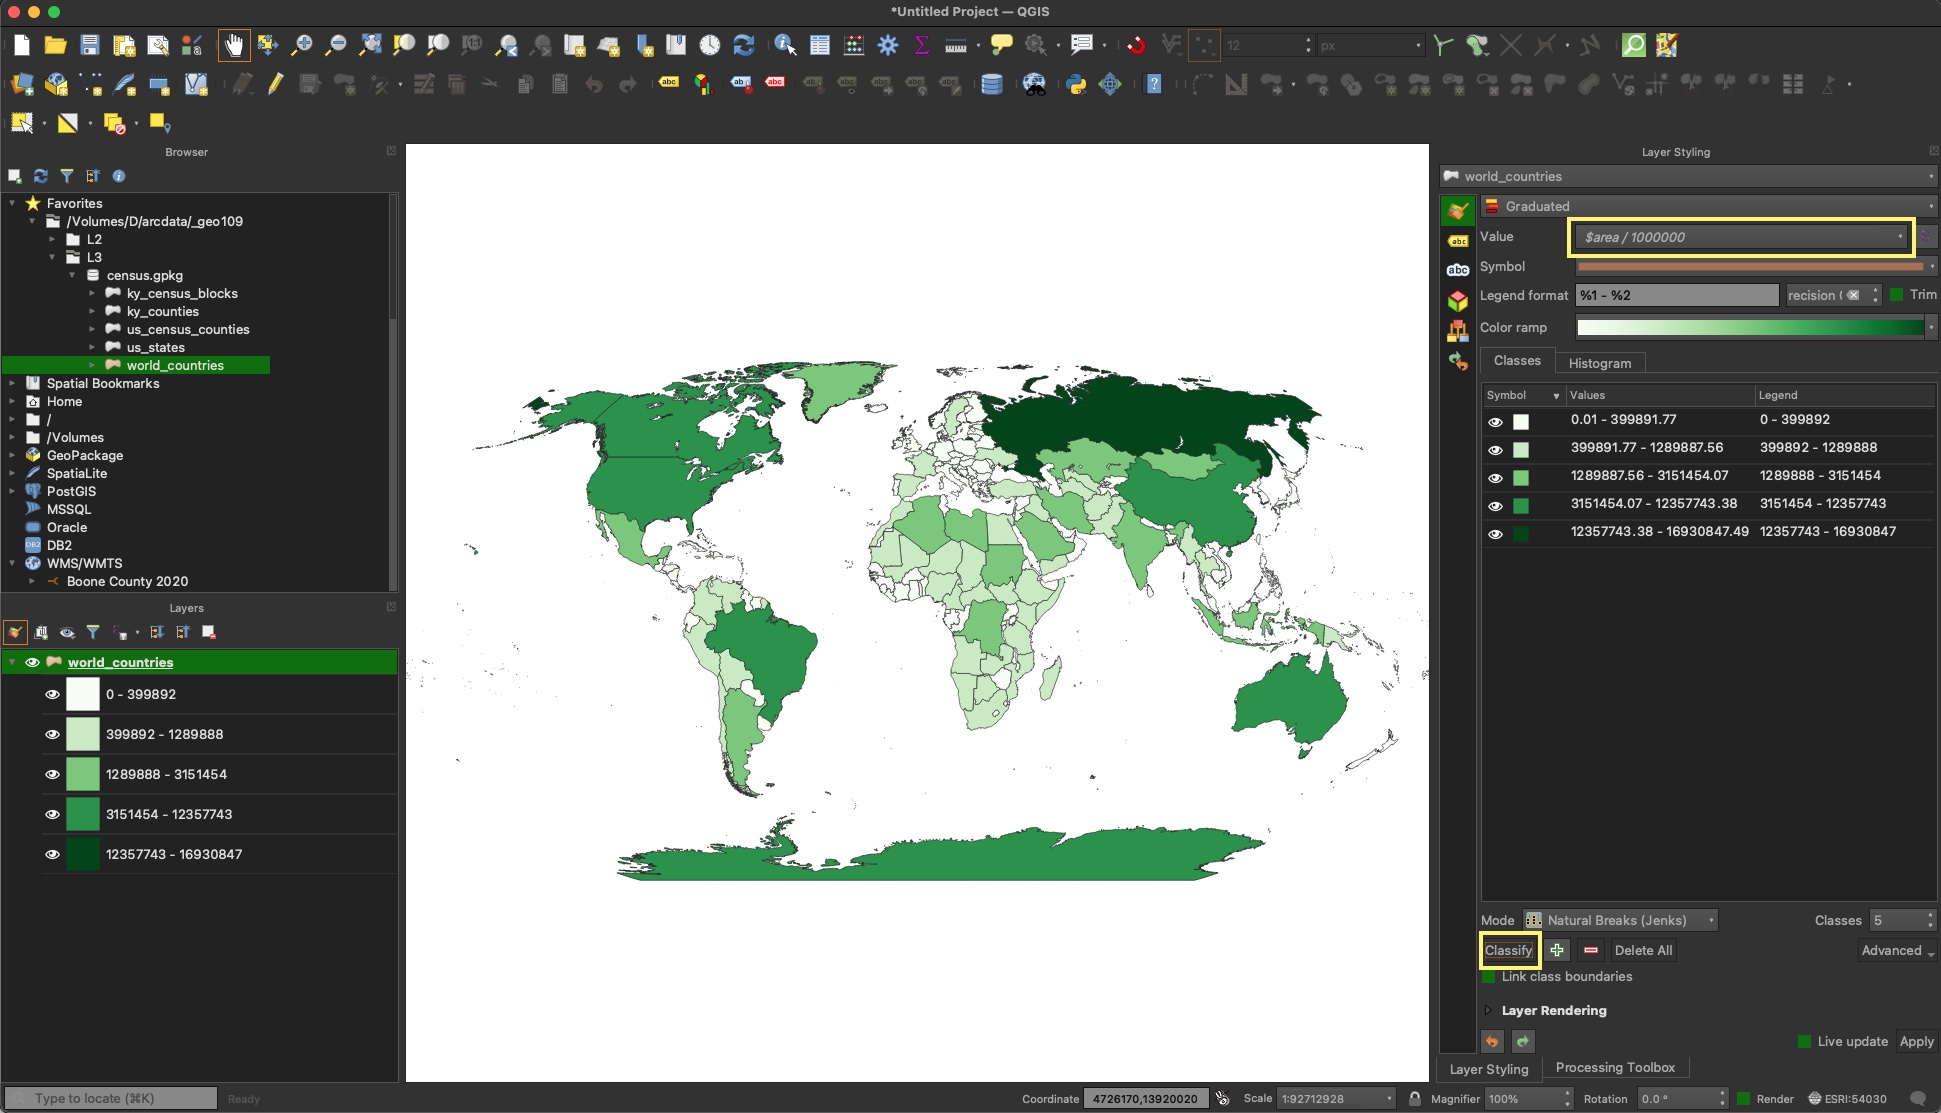 *Untitled Project — QGIS
12
px
abc
abc
abc
Browser
Favorites
/Volumes/D/arcdata/_geo109
L2
L3
census.gpkg
ky_census_blocks
ky_counties
us_census_counties
us_states
world_countries
Spatial Bookmarks
Home
/
/Volumes
GeoPackage
SpatiaLite
PostGIS
MSSQL
Oracle
DB2
WMS/WMTS
Boone County 2020
Layers
world_countries
0 - 399892
399892 - 1289888
1289888 - 3151454
3151454 - 12357743
12357743 - 16930847
Layer Styling
world_countries
Graduated
abc
abc
Value $area / 1000000
Symbol
Legend format %1 - %2 recision ( Trim
Color ramp
Classes Histogram
Symbol Values Legend
0.01 - 399891.77 0 - 399892
399891.77 - 1289887.56 399892 - 1289888
1289887.56 - 3151454.07 1289888 - 3151454
3151454.07 - 12357743.38 3151454 - 12357743
12357743.38 - 16930847.49 12357743 - 16930847
Mode Natural Breaks (Jenks) Classes 5
Classify Delete All Advanced
Link class boundaries
Layer Rendering
Live update Apply
Layer Styling Processing Toolbox
Type to locate (⌘K) Ready Coordinate 4726170,13920020 Scale 1:92712928 Magnifier 100% Rotation 0.0 ° Render ESRI:54030